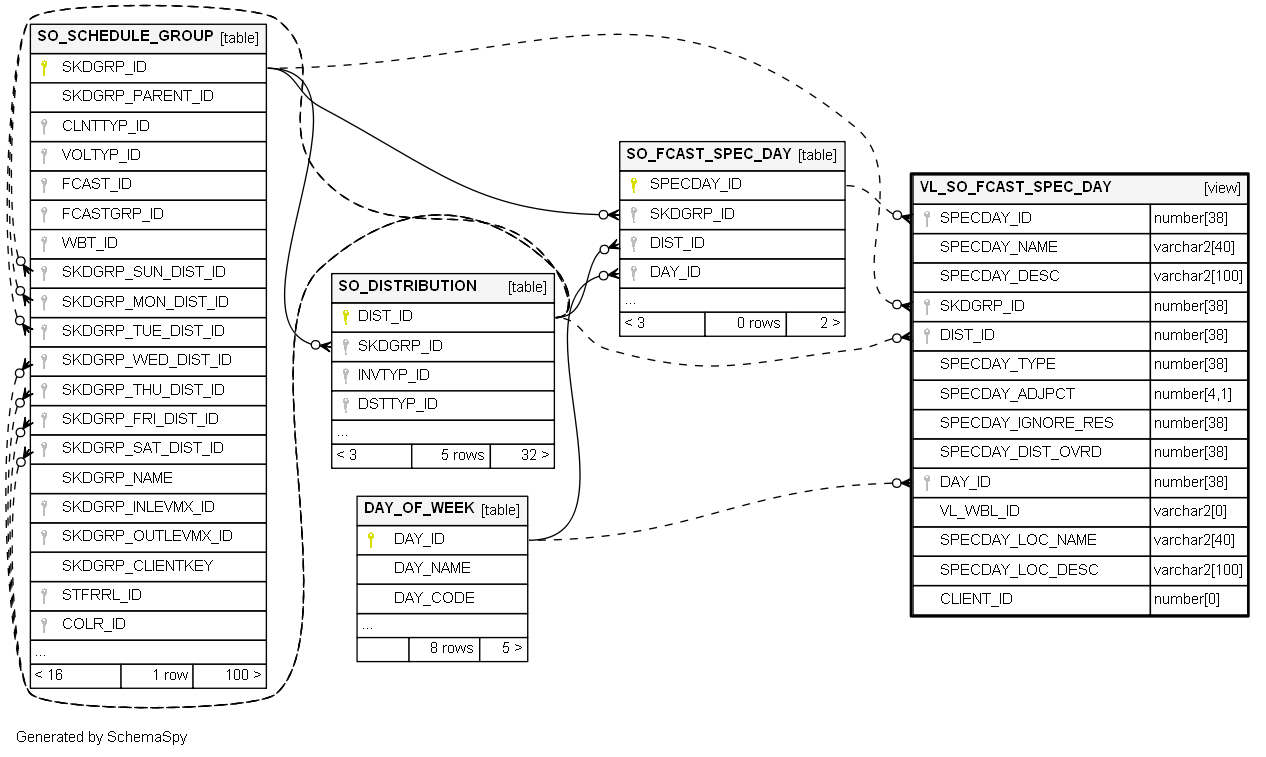 SO_SCHEDULE_GROUP [table]
SKDGRP_ID
SKDGRP_PARENT_ID
CLNTTYP_ID
VOLTYP_ID
FCAST_ID
FCASTGRP_ID
WBT_ID
SKDGRP_SUN_DIST_ID
SKDGRP_MON_DIST_ID
SKDGRP_TUE_DIST_ID
SKDGRP_WED_DIST_ID
SKDGRP_THU_DIST_ID
SKDGRP_FRI_DIST_ID
SKDGRP_SAT_DIST_ID
SKDGRP_NAME
SKDGRP_INLEVMX_ID
SKDGRP_OUTLEVMX_ID
SKDGRP_CLIENTKEY
STFRRL_ID
COLR_ID
...
< 16 1 row 100 >
SO_DISTRIBUTION [table]
DIST_ID
SKDGRP_ID
INVTYP_ID
DSTTYP_ID
...
< 3 5 rows 32 >
DAY_OF_WEEK [table]
DAY_ID
DAY_NAME
DAY_CODE
...
8 rows 5 >
SO_FCAST_SPEC_DAY [table]
SPECDAY_ID
SKDGRP_ID
DIST_ID
DAY_ID
...
< 3 0 rows 2 >
VL_SO_FCAST_SPEC_DAY [view]
SPECDAY_ID number[38]
SPECDAY_NAME varchar2[40]
SPECDAY_DESC varchar2[100]
SKDGRP_ID number[38]
DIST_ID number[38]
SPECDAY_TYPE number[38]
SPECDAY_ADJPCT number[4,1]
SPECDAY_IGNORE_RES number[38]
SPECDAY_DIST_OVRD number[38]
DAY_ID number[38]
VL_WBL_ID varchar2[0]
SPECDAY_LOC_NAME varchar2[40]
SPECDAY_LOC_DESC varchar2[100]
CLIENT_ID number[0]
Generated by SchemaSpy